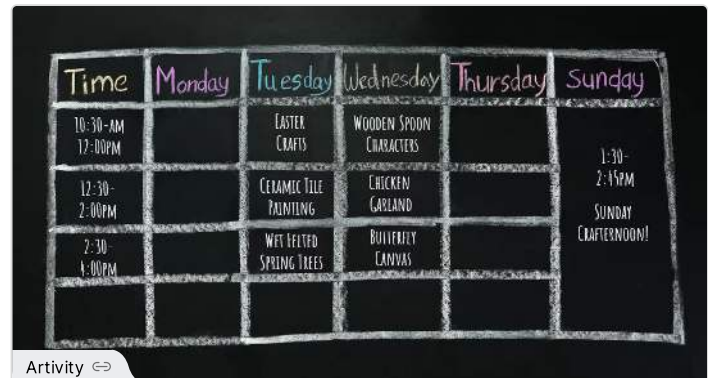 Time Monday Tuesday Wednesday Thursday Sunday
10:30-AM
12:00PM
EASTER
CRAFTS
WOODEN SPOON
CHARACTERS
12:30-
2:00PM
CERAMIC TILE
PAINTING
CHICKEN
GARLAND
2:30-
4:00PM
WET FELTED
SPRING TREES
BUTTERFLY
CANVAS
1:30-
2:45PM
SUNDAY
CRAFTERNOON!
Artivity